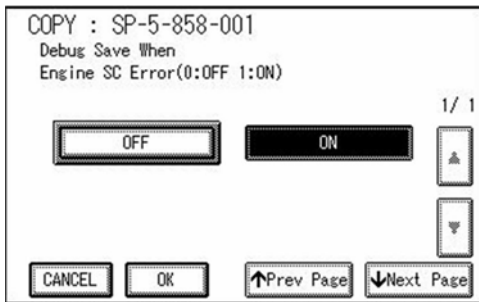 COPY : SP-5-858-001
Debug Save When
Engine SC Error(0:OFF 1:ON)
1/ 1
OFF
ON
CANCEL
OK
↑Prev Page
↓Next Page